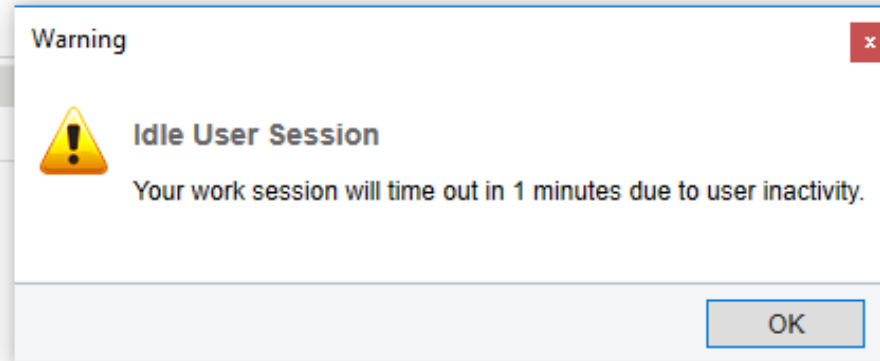 Warning
x
Idle User Session
Your work session will time out in 1 minutes due to user inactivity.
OK